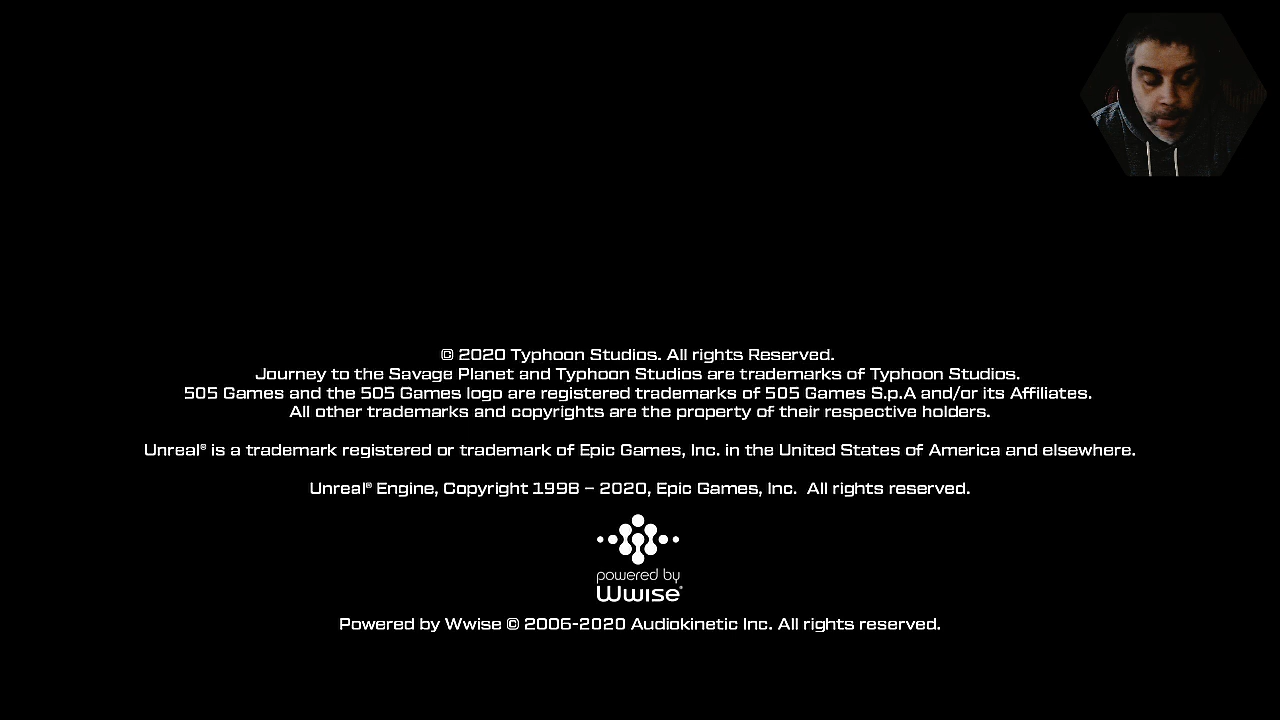 © 2020 Typhoon Studios. All rights Reserved.
Journey to the Savage Planet and Typhoon Studios are trademarks of Typhoon Studios.
505 Games and the 505 Games logo are registered trademarks of 505 Games S.p.A and/or its Affiliates.
All other trademarks and copyrights are the property of their respective holders.
Unreal® is a trademark registered or trademark of Epic Games, Inc. in the United States of America and elsewhere.
Unreal® Engine, Copyright 1998 – 2020, Epic Games, Inc.  All rights reserved.
powered by
Wwise®
Powered by Wwise © 2006-2020 Audiokinetic Inc. All rights reserved.